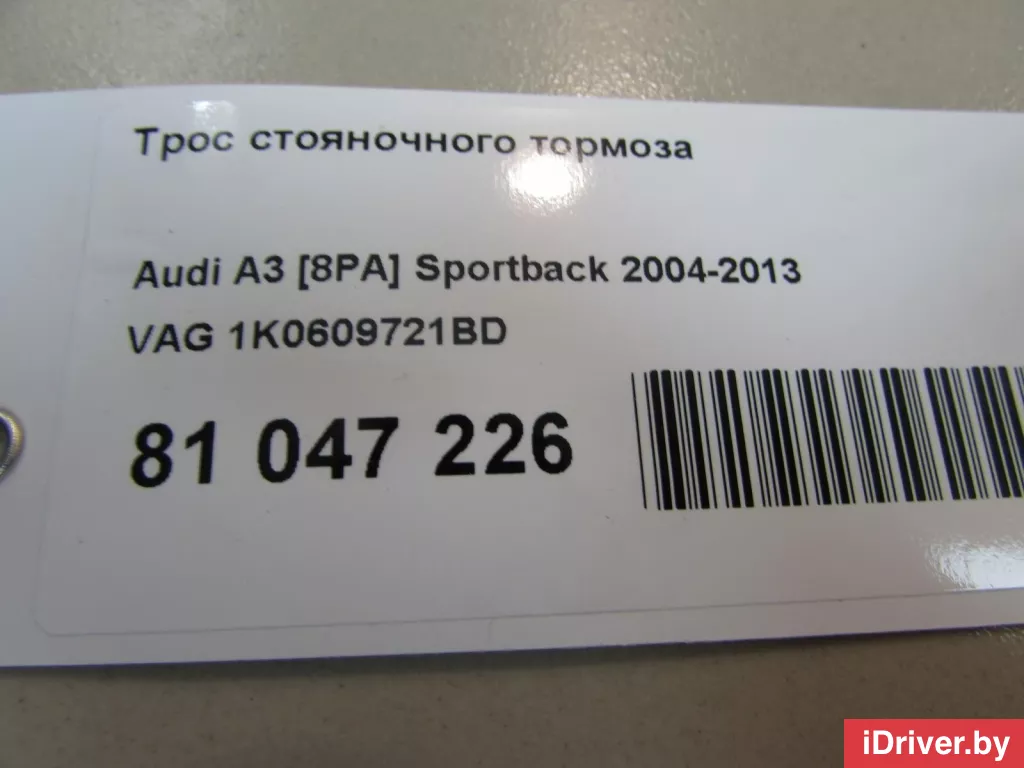 Трос стояночного тормоза
Audi A3 [8PA] Sportback 2004-2013
VAG 1K0609721BD
81 047 226
iDriver.by